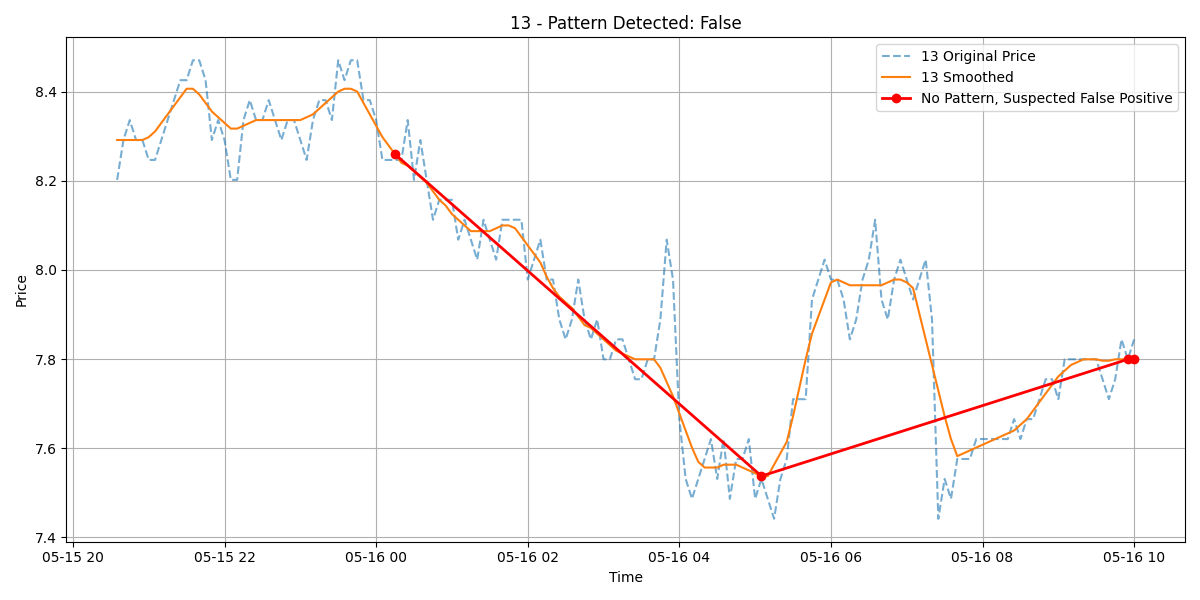 13 - Pattern Detected: False
13 Original Price
13 Smoothed
No Pattern, Suspected False Positive
Price
8.4
8.2
8.0
7.8
7.6
7.4
05-15 20
05-15 22
05-16 00
05-16 02
05-16 04
05-16 06
05-16 08
05-16 10
Time